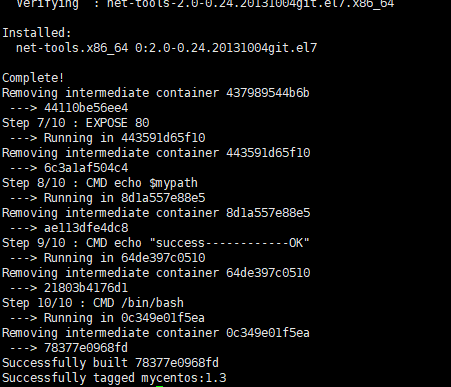 Verifying  : net-tools-2.0-0.24.20131004git.el7.x86_64
Installed:
net-tools.x86_64 0:2.0-0.24.20131004git.el7
Complete!
Removing intermediate container 437989544b6b
---> 44110be56ee4
Step 7/10 : EXPOSE 80
---> Running in 443591d65f10
Removing intermediate container 443591d65f10
---> 6c3a1af504c4
Step 8/10 : CMD echo $mypath
---> Running in 8d1a557e88e5
Removing intermediate container 8d1a557e88e5
---> ae113dfe4dc8
Step 9/10 : CMD echo "success------------OK"
---> Running in 64de397c0510
Removing intermediate container 64de397c0510
---> 21803b4176d1
Step 10/10 : CMD /bin/bash
---> Running in 0c349e01f5ea
Removing intermediate container 0c349e01f5ea
---> 78377e0968fd
Successfully built 78377e0968fd
Successfully tagged mycentos:1.3